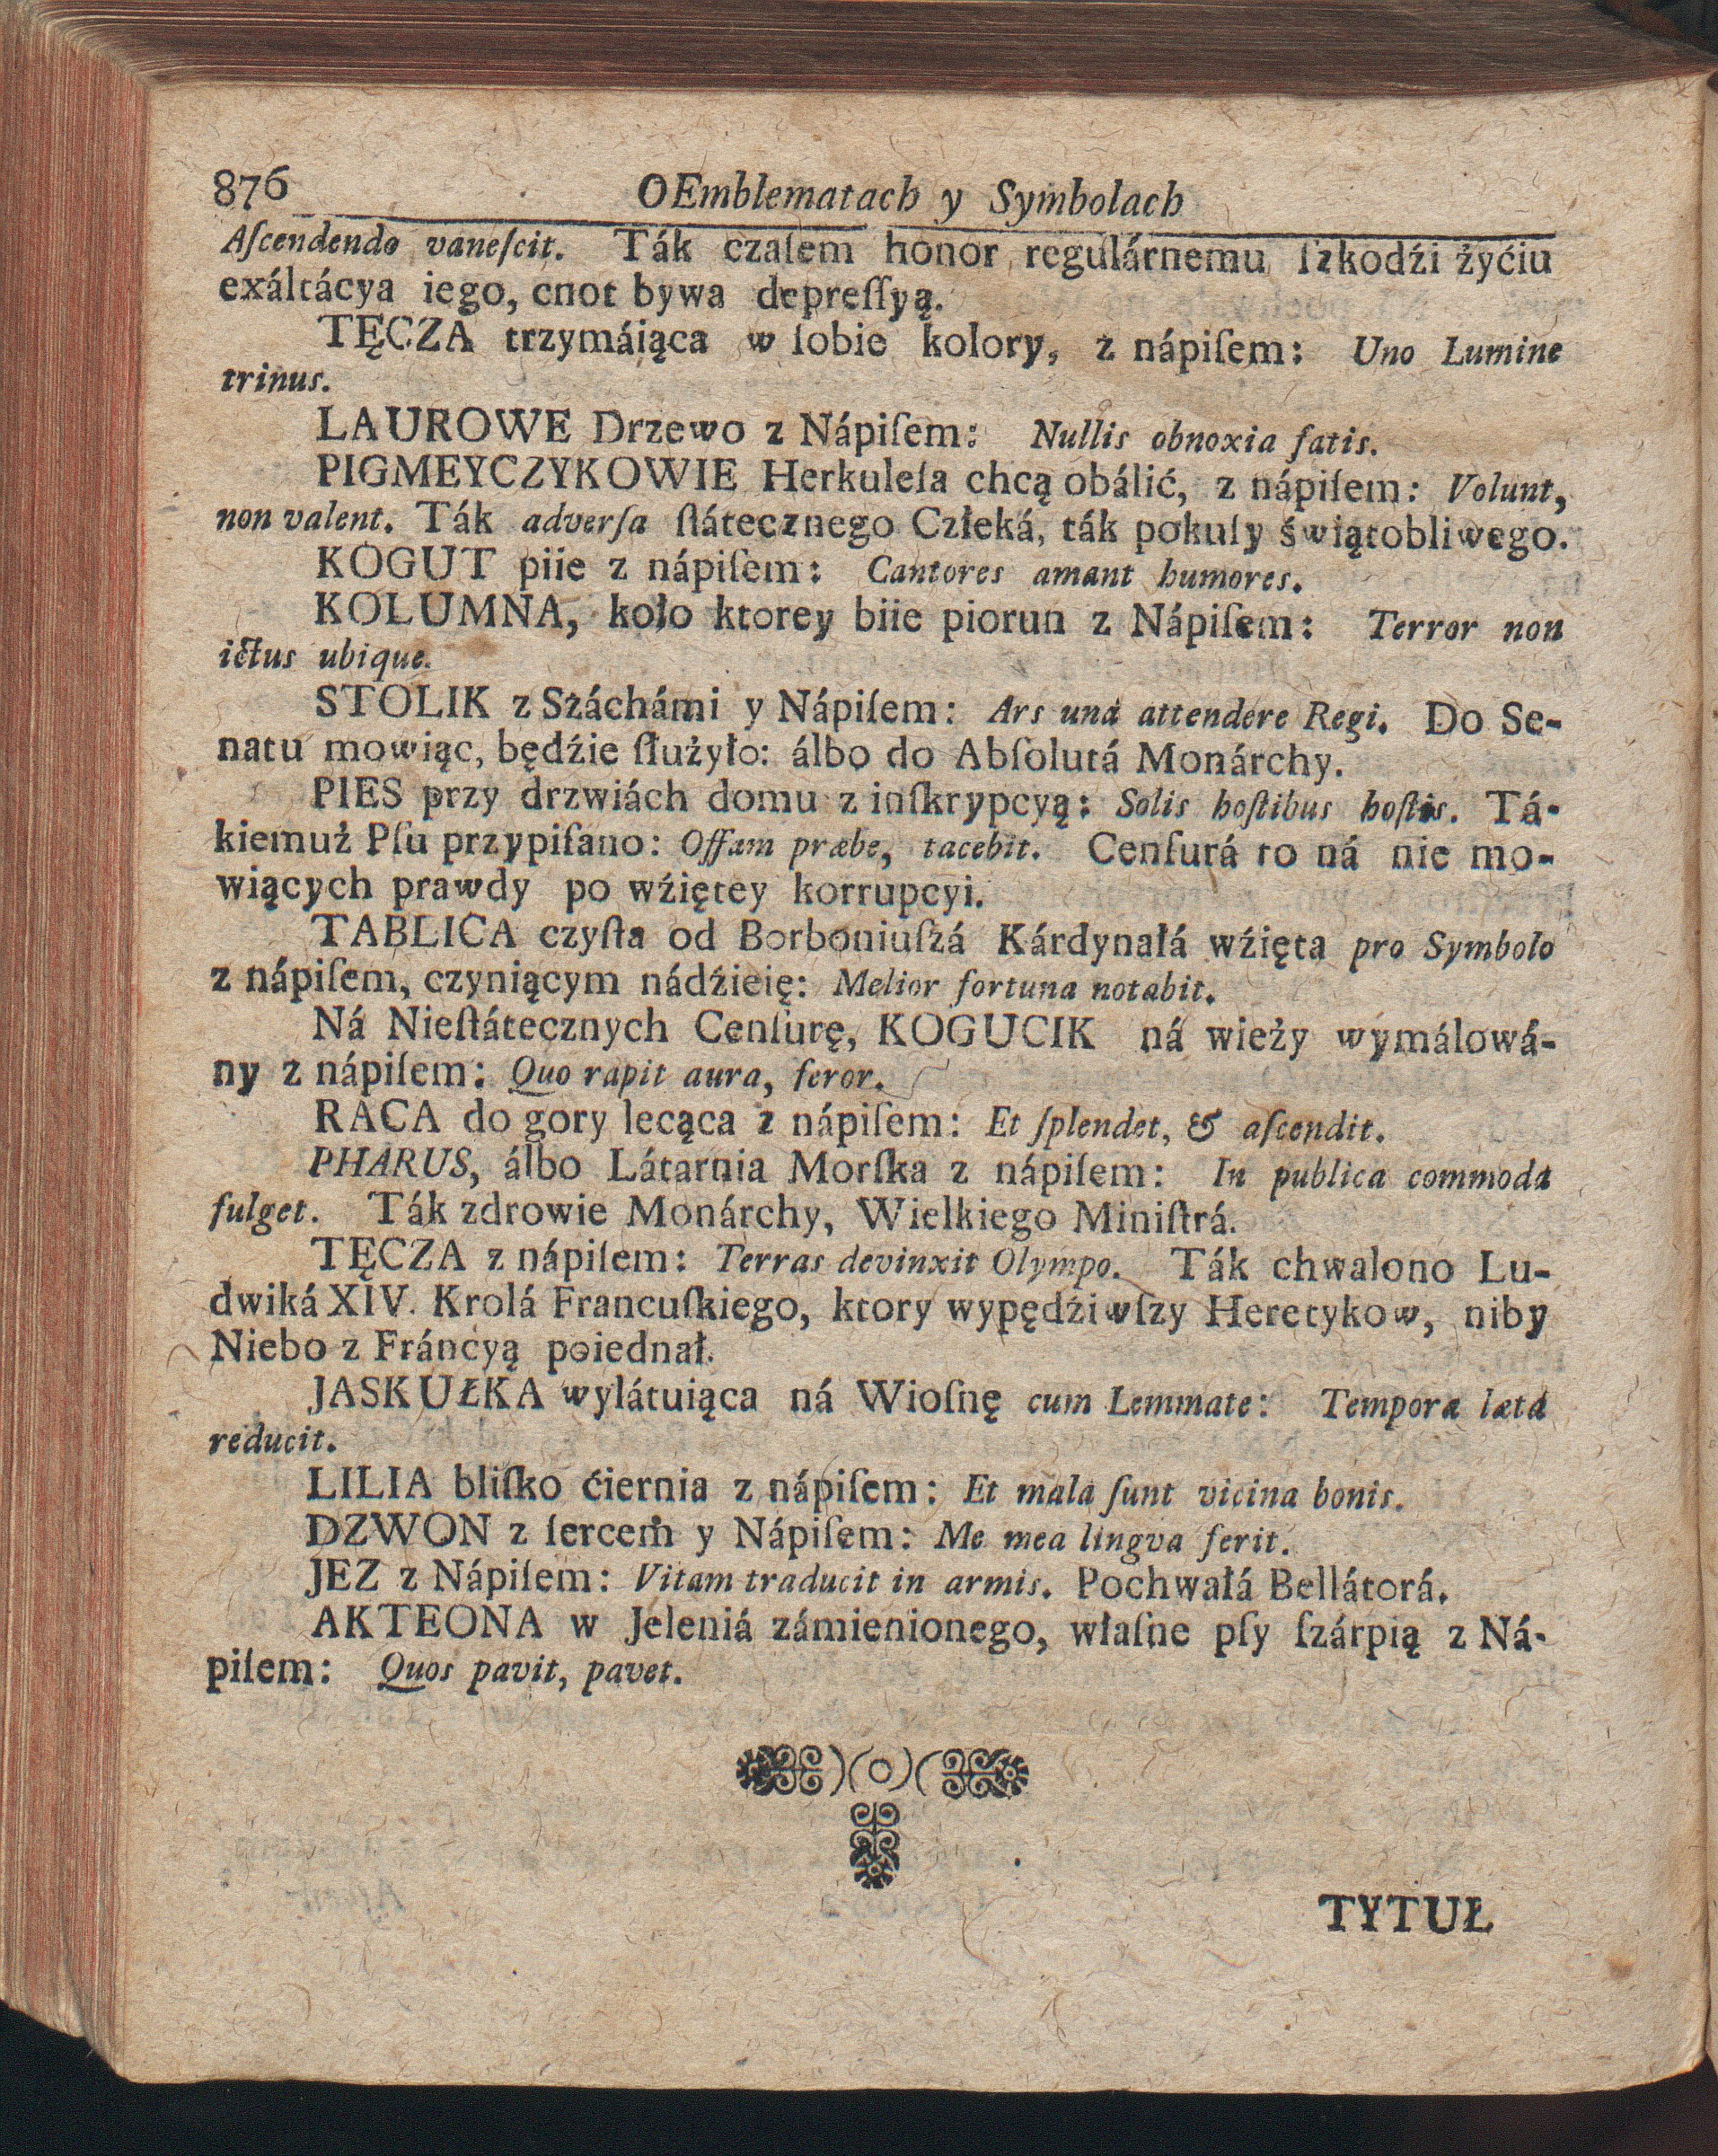 876 O Emblematach y Symbolach
Aſcendendo vaneſcit. Ták czaſem honor regulárnemu ſzkodźi żyćiu
exáltácya iego, cnot bywa depreſſyą.
TĘCZA trzymáiąca w ſobie kolory, z nápiſem: Uno Lumine
trinus.
LAUROWE Drzewo z Nápiſem: Nullis obnoxia fatis.
PIGMEYCZYKOWIE Herkuleſa chcą obálić, z nápiſem: Volunt,
non valent. Ták adverſa ſtátecznego Człeká, ták pokuſy świątobliwego.
KOGUT piie z nápiſem: Cantores amant humores.
KOLUMNA, koło ktorey biie piorun z Nápiſem: Terror non
ictus ubique.
STOLIK z Száchámi y Nápiſem: Ars una attendere Regi. Do Se-
natu mowiąc, będźie ſłużyło: álbo do Abſolutá Monárchy.
PIES przy drzwiách domu z inſkrypcyą: Solis hoſtibus hoſtis. Tá-
kiemuż Pſu przypiſano: Offam præbe, tacebit. Cenſurá to ná nie mo-
wiących prawdy po wźiętey korrupcyi.
TABLICA czyſta od Borboniuſzá Kárdynałá wźięta pro Symbolo
z nápiſem, czyniącym nádźieię: Melior fortuna notabit.
Ná Nieſtátecznych Cenſurę, KOGUCIK ná wieży wymálowá-
ny z nápiſem: Quo rapit aura, feror.
RACA do gory lecąca z nápiſem: Et ſplendet, & aſcendit.
PHARUS, álbo Látarnia Morſka z nápiſem: In publica commoda
fulget. Ták zdrowie Monárchy, Wielkiego Miniſtrá.
TĘCZA z nápiſem: Terras devinxit Olympo. Ták chwalono Lu-
dwiká XIV. Krolá Francuſkiego, ktory wypędźiwſzy Heretykow, niby
Niebo z Fráncyą poiednał.
JASKUŁKA wylátuiąca ná Wioſnę cum Lemmate: Tempora læta
reducit.
LILIA bliſko ćiernia z nápiſem: Et mala ſunt vicina bonis.
DZWON z ſercem y Nápiſem: Me mea lingva ferit.
JEZ z Nápiſem: Vitam traducit in armis. Pochwałá Bellátorá.
AKTEONA w Jeleniá zámienionego, właſne pſy ſzárpią z Ná-
piſem: Quos pavit, pavet.
)(o)(
TYTUŁ